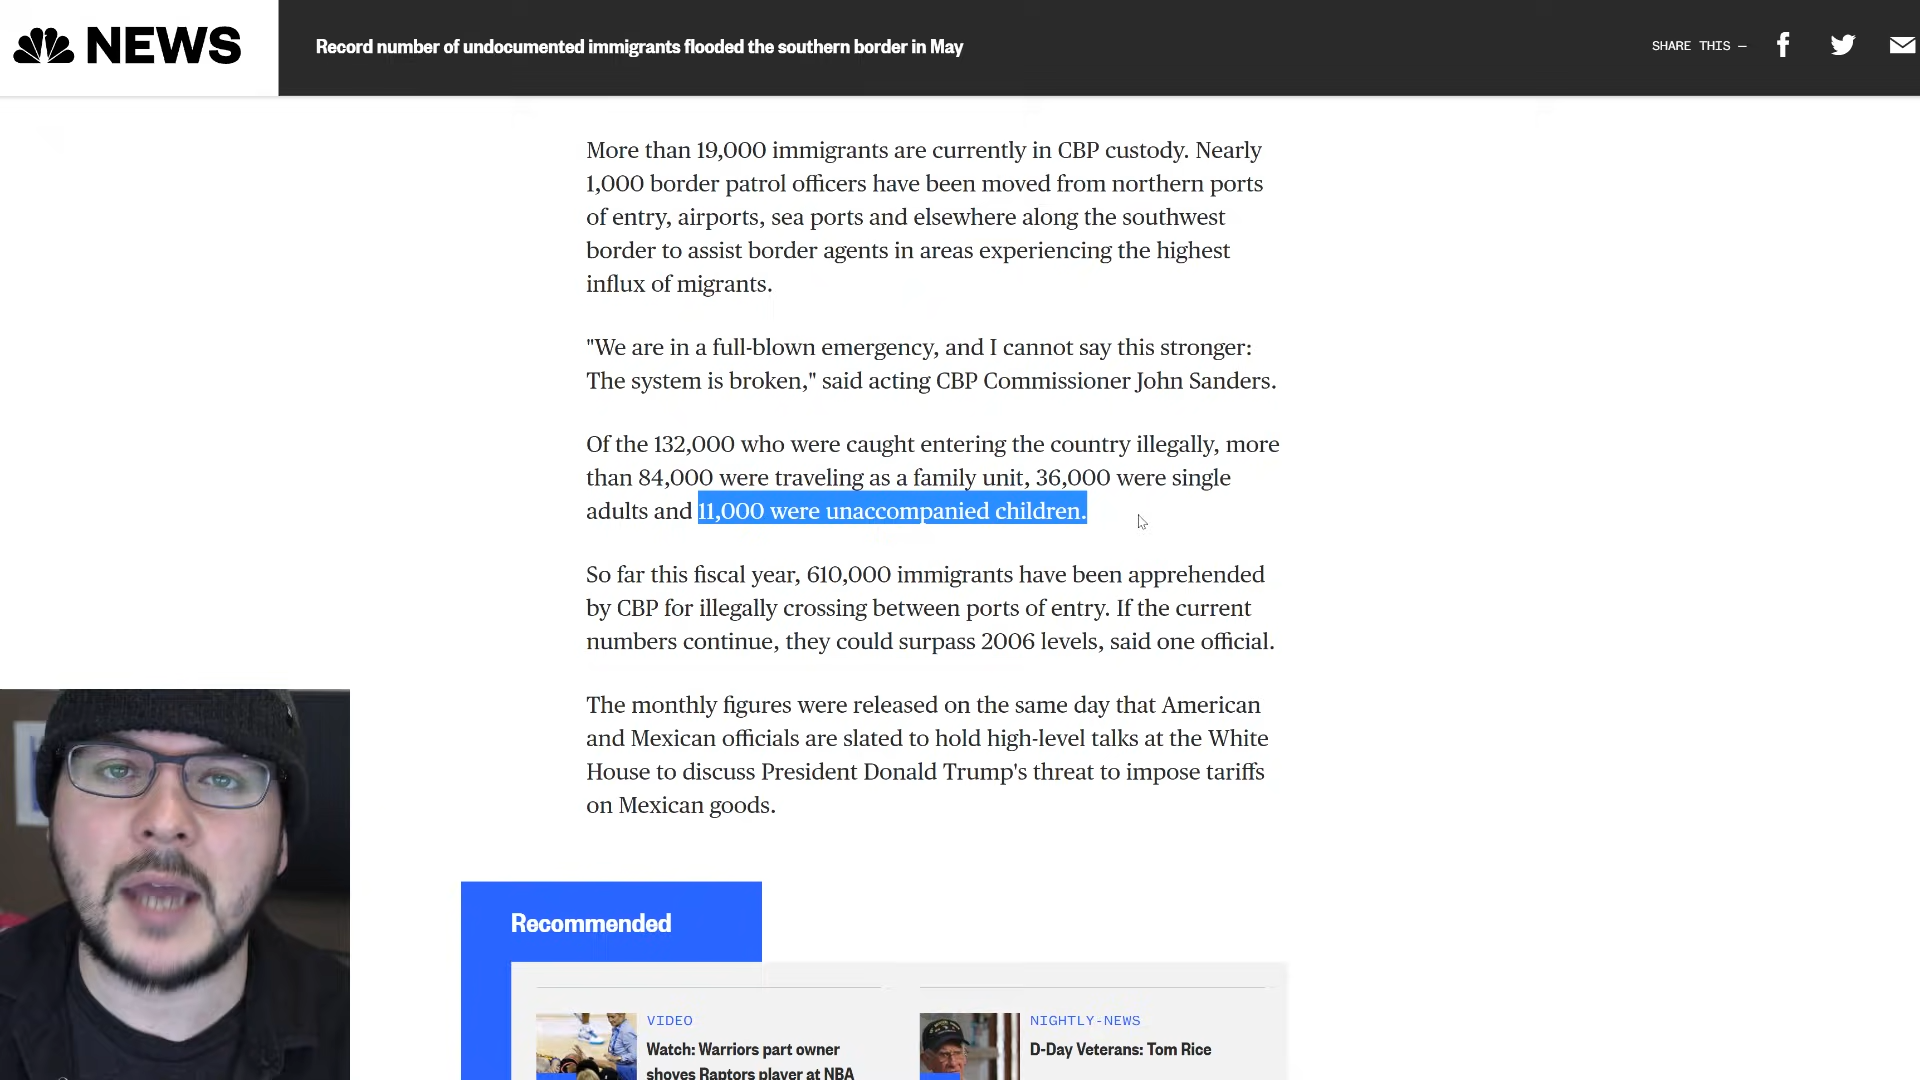 NEWS
Record number of undocumented immigrants flooded the southern border in May
SHARE THIS —
More than 19,000 immigrants are currently in CBP custody. Nearly
1,000 border patrol officers have been moved from northern ports
of entry, airports, sea ports and elsewhere along the southwest
border to assist border agents in areas experiencing the highest
influx of migrants.
"We are in a full-blown emergency, and I cannot say this stronger:
The system is broken," said acting CBP Commissioner John Sanders.
Of the 132,000 who were caught entering the country illegally, more
than 84,000 were traveling as a family unit, 36,000 were single
adults and 11,000 were unaccompanied children.
So far this fiscal year, 610,000 immigrants have been apprehended
by CBP for illegally crossing between ports of entry. If the current
numbers continue, they could surpass 2006 levels, said one official.
The monthly figures were released on the same day that American
and Mexican officials are slated to hold high-level talks at the White
House to discuss President Donald Trump's threat to impose tariffs
on Mexican goods.
Recommended
VIDEO
Watch: Warriors part owner
shoves Raptors player at NBA
NIGHTLY-NEWS
D-Day Veterans: Tom Rice